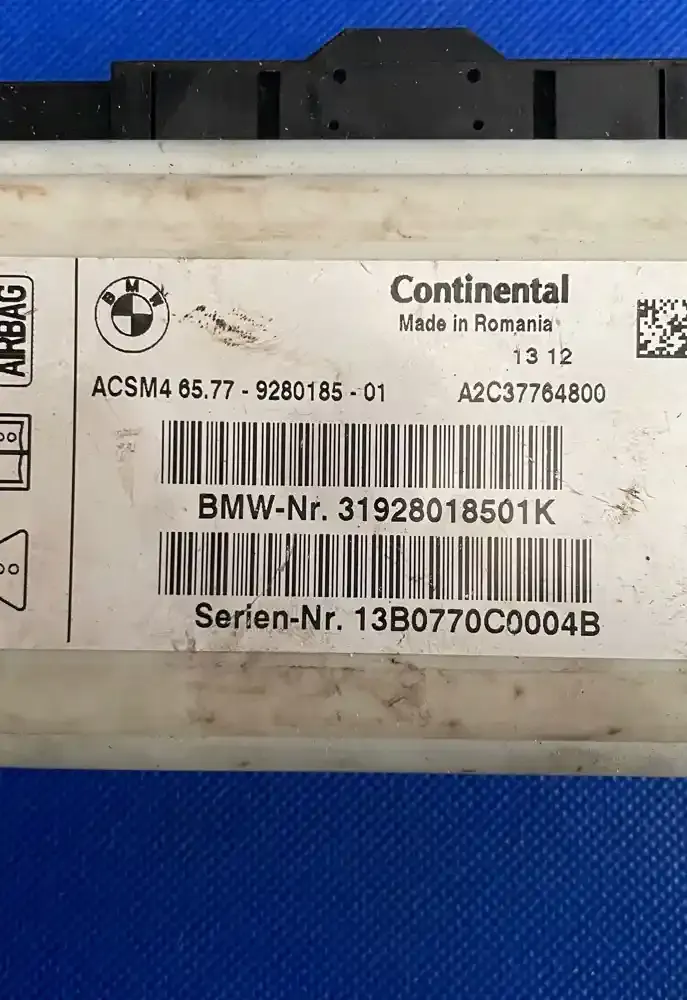 AIRBAG
BMW
Continental
Made in Romania
13 12
ACSM4 65.77 - 9280185 - 01 A2C37764800
BMW-Nr. 31928018501K
Serien-Nr. 13B0770C0004B